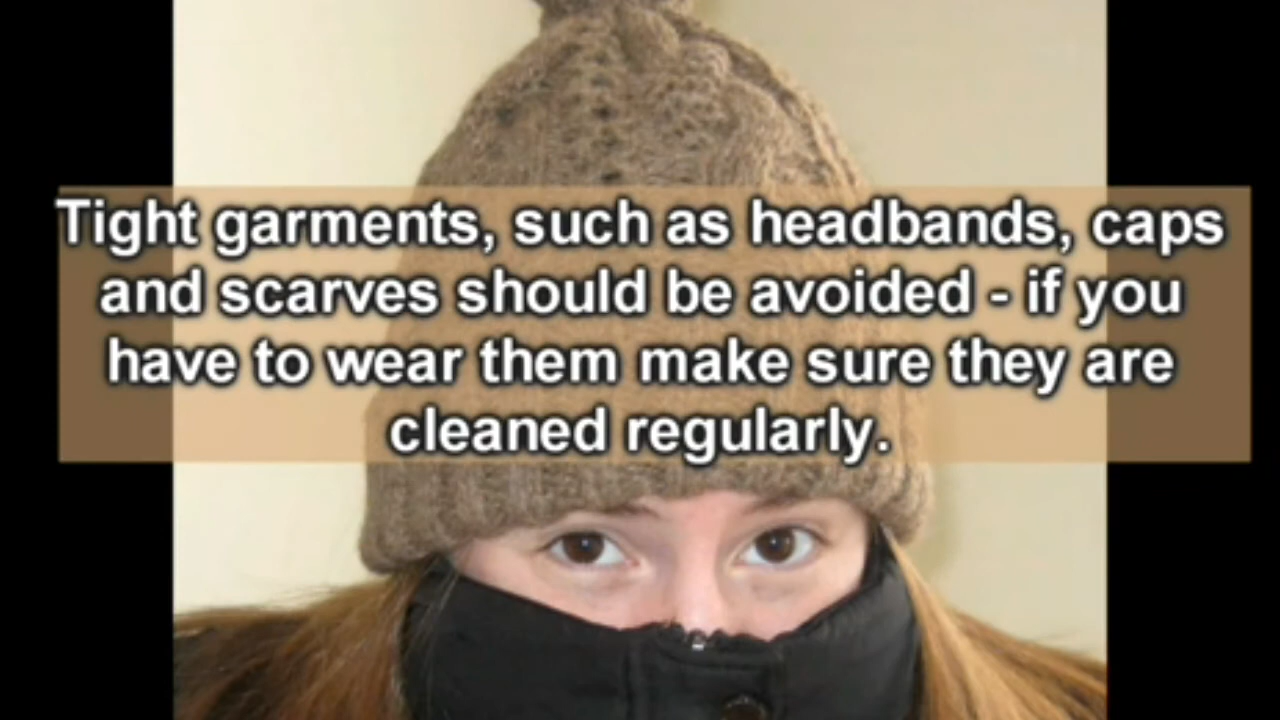 Tight garments, such as headbands, caps
and scarves should be avoided - if you
have to wear them make sure they are
cleaned regularly.